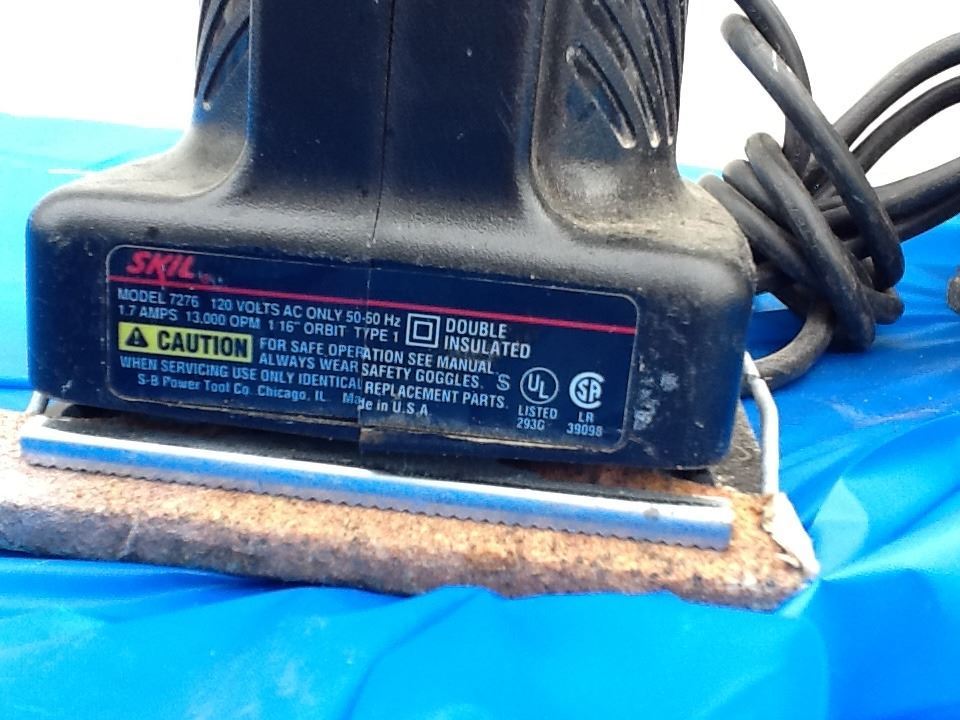 SKIL
MODEL 7276 120 VOLTS AC ONLY 50-50 Hz
1.7 AMPS 13,000 OPM 1 16" ORBIT TYPE 1
DOUBLE
INSULATED
CAUTION
FOR SAFE OPERATION SEE MANUAL.
ALWAYS WEAR SAFETY GOGGLES.
WHEN SERVICING USE ONLY IDENTICAL REPLACEMENT PARTS.
S-B Power Tool Co. Chicago, IL Made in U.S.A.
S
UL
LISTED
293G
SA
LR
39098